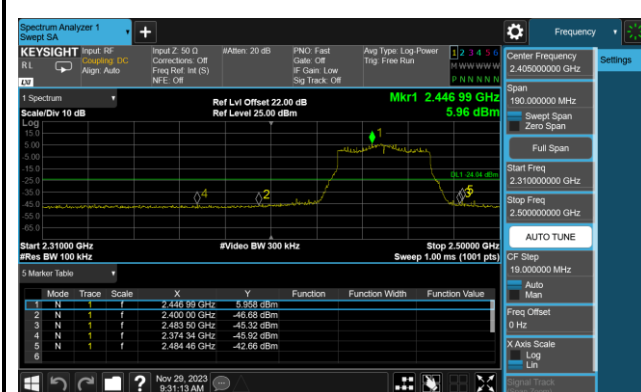 Spectrum Analyzer 1
Swept SA
Frequency
KEYSIGHT
RL
Input: RF
Coupling: DC
Align: Auto
Input Z: 50 Ω
Corrections: Off
Freq Ref: Int (S)
NFE: Off
#Atten: 20 dB
PNO: Fast
Gate: Off
IF Gain: Low
Sig Track: Off
Avg Type: Log-Power
Trig: Free Run
1 2 3 4 5 6
M W W W W W
P N N N N N
1 Spectrum
Scale/Div 10 dB
Log
Ref Lvl Offset 22.00 dB
Ref Level 25.00 dBm
Mkr1 2.446 99 GHz
5.96 dBm
15.0
5.00
-5.00
-15.0
-25.0
-35.0
-45.0
-55.0
-65.0
1
DL1 -24.04 dBm
4
2
5
Start 2.31000 GHz
#Res BW 100 kHz
#Video BW 300 kHz
Stop 2.50000 GHz
Sweep 1.00 ms (1001 pts)
5 Marker Table
Mode Trace Scale X Y Function Function Width Function Value
1 N 1 f 2.446 99 GHz 5.958 dBm
2 N 1 f 2.400 00 GHz -46.68 dBm
3 N 1 f 2.483 50 GHz -45.32 dBm
4 N 1 f 2.374 34 GHz -45.92 dBm
5 N 1 f 2.484 46 GHz -42.66 dBm
6
Nov 29, 2023
9:31:13 AM
Center Frequency
2.405000000 GHz
Settings
Span
190.000000 MHz
Swept Span
Zero Span
Full Span
Start Freq
2.310000000 GHz
Stop Freq
2.500000000 GHz
AUTO TUNE
CF Step
19.000000 MHz
Auto
Man
Freq Offset
0 Hz
X Axis Scale
Log
Lin
Signal Track